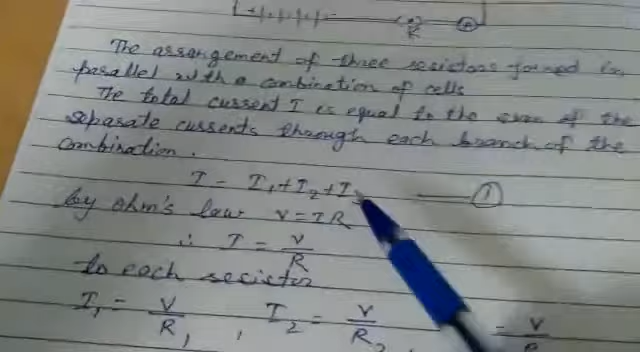 K A
The arrangement of three resistors formed in
parallel with a combination of cells
The total current I is equal to the sum of the
separate currents through each branch of the
combination.
I = I₁ + I₂ + I ①
by ohm's law V = IR
∴ I = V/R
to each resistor
I₁ = V/R₁ , I₂ = V/R₂ , = V/R